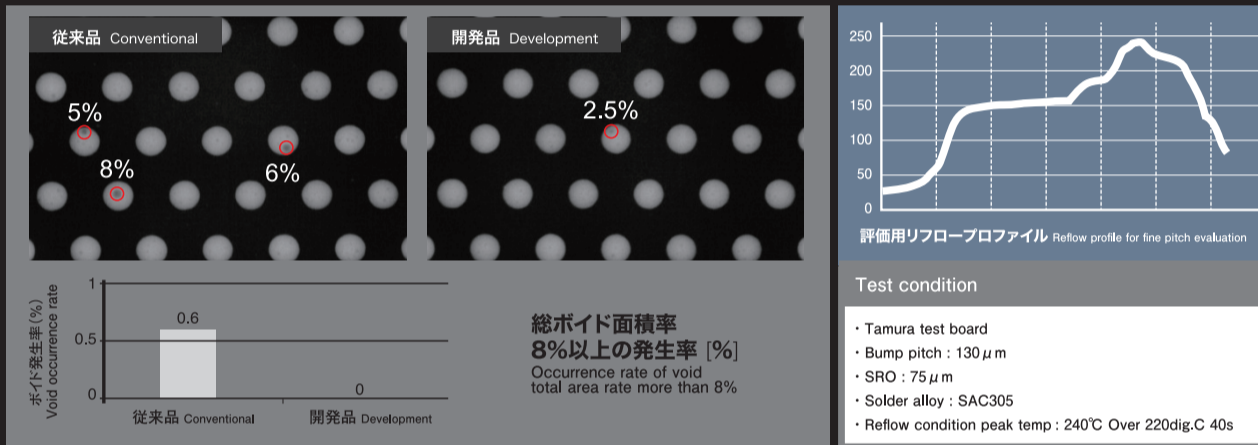 従来品 Conventional
5%
8%
6%
開発品 Development
2.5%
ボイド発生率(%)
Void occurrence rate
1
0.5
0
0.6
0
従来品 Conventional
開発品 Development
総ボイド面積率
8%以上の発生率 [%]
Occurrence rate of void
total area rate more than 8%
250
200
150
100
50
0
評価用リフロープロファイル Reflow profile for fine pitch evaluation
Test condition
・Tamura test board
・Bump pitch : 130μm
・SRO : 75μm
・Solder alloy : SAC305
・Reflow condition peak temp : 240℃ Over 220dig.C 40s